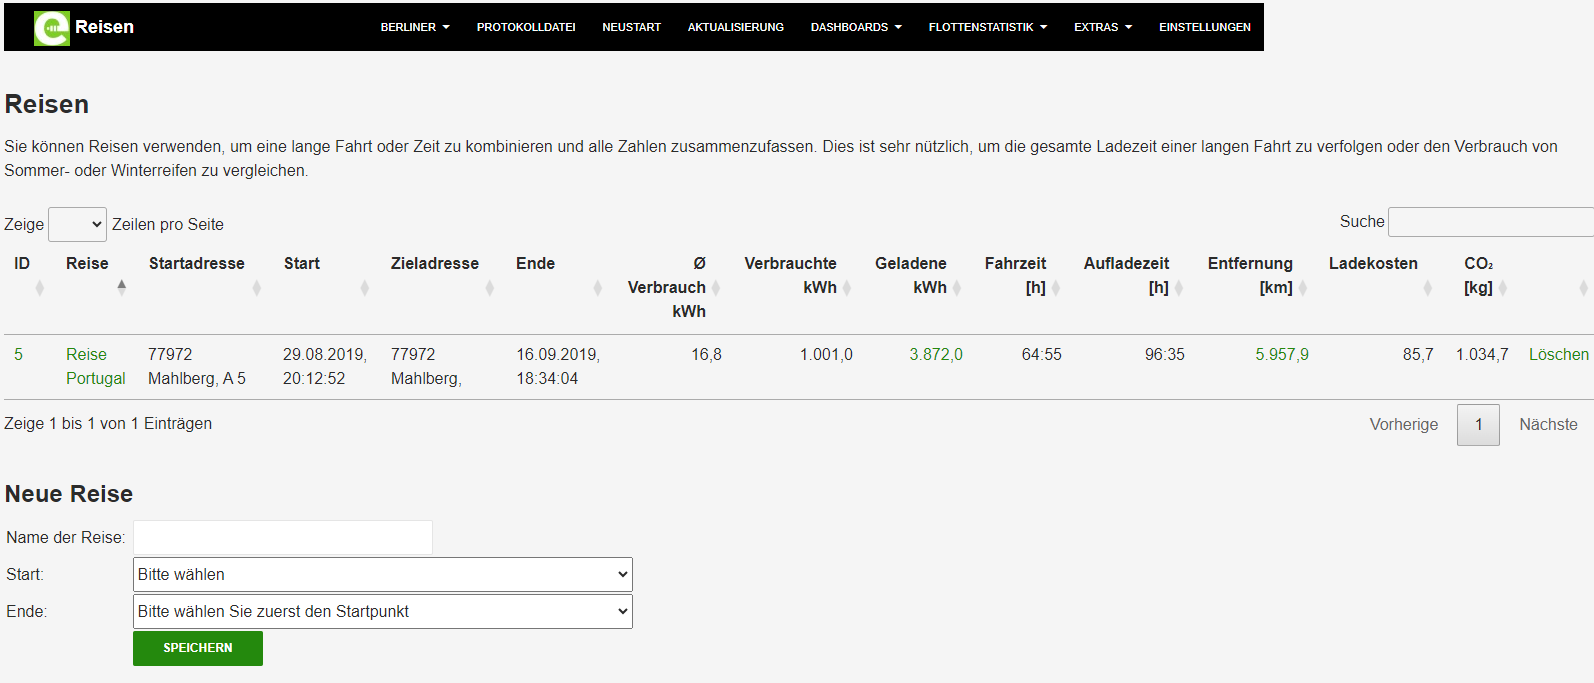 Reisen
BERLINER PROTOKOLLDATEI NEUSTART AKTUALISIERUNG DASHBOARDS FLOTTENSTATISTIK EXTRAS EINSTELLUNGEN
Reisen
Sie können Reisen verwenden, um eine lange Fahrt oder Zeit zu kombinieren und alle Zahlen zusammenzufassen. Dies ist sehr nützlich, um die gesamte Ladezeit einer langen Fahrt zu verfolgen oder den Verbrauch von
Sommer- oder Winterreifen zu vergleichen.
Zeige Zeilen pro Seite
Suche
ID Reise Startadresse Start Zieladresse Ende Ø Verbrauchte Geladene Fahrzeit Aufladezeit Entfernung Ladekosten CO₂
Verbrauch kWh kWh [h] [h] [km] [kg]
kWh
5 Reise 77972 29.08.2019, 77972 16.09.2019, 16,8 1.001,0 3.872,0 64:55 96:35 5.957,9 85,7 1.034,7 Löschen
Portugal Mahlberg, A 5 20:12:52 Mahlberg, 18:34:04
Zeige 1 bis 1 von 1 Einträgen
Vorherige 1 Nächste
Neue Reise
Name der Reise:
Start: Bitte wählen
Ende: Bitte wählen Sie zuerst den Startpunkt
SPEICHERN